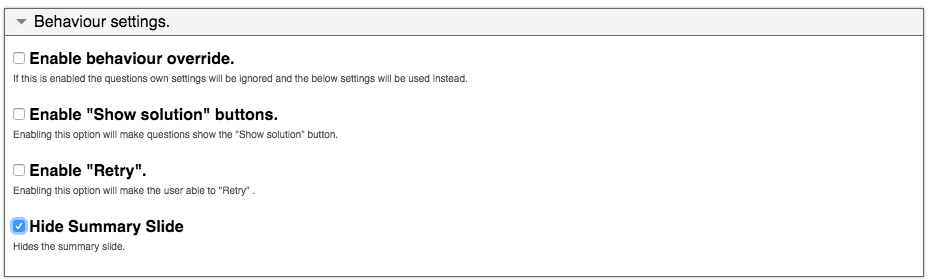 Behaviour settings.
Enable behaviour override.
If this is enabled the questions own settings will be ignored and the below settings will be used instead.
Enable "Show solution" buttons.
Enabling this option will make questions show the "Show solution" button.
Enable "Retry".
Enabling this option will make the user able to "Retry" .
Hide Summary Slide
Hides the summary slide.